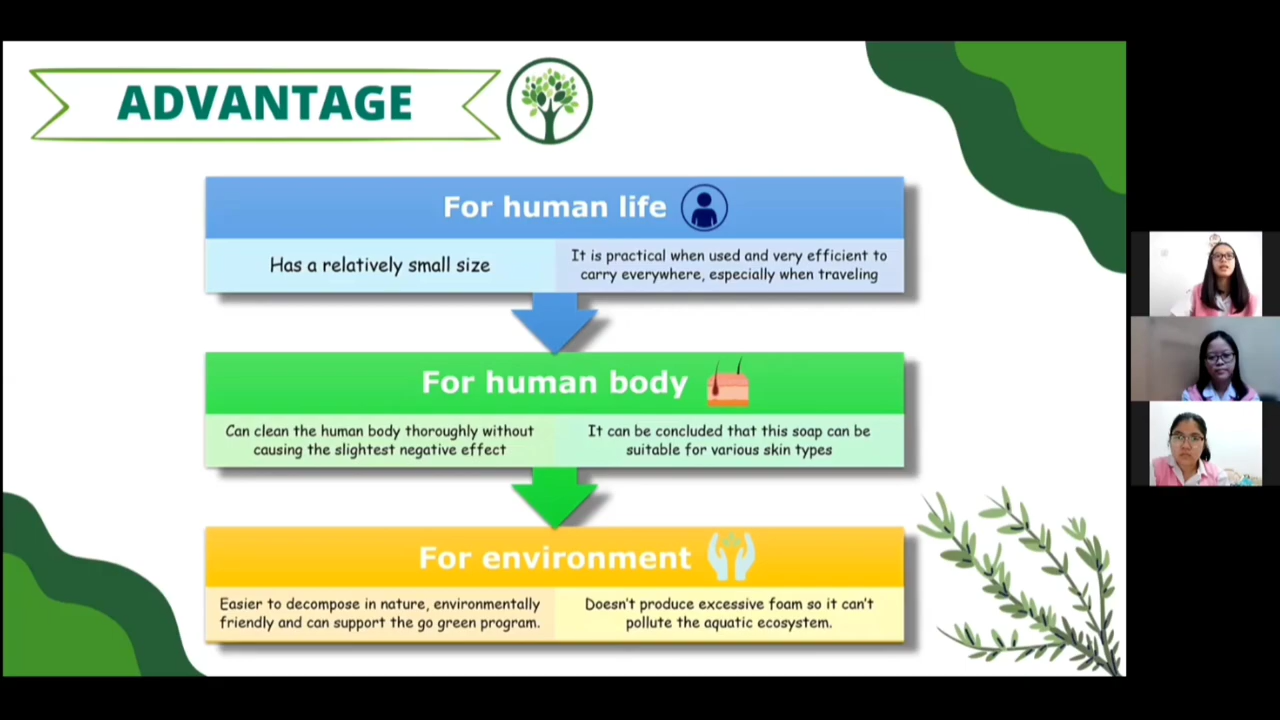 ADVANTAGE
For human life
Has a relatively small size
It is practical when used and very efficient to
carry everywhere, especially when traveling
For human body
Can clean the human body thoroughly without
causing the slightest negative effect
It can be concluded that this soap can be
suitable for various skin types
For environment
Easier to decompose in nature, environmentally
friendly and can support the go green program.
Doesn't produce excessive foam so it can't
pollute the aquatic ecosystem.